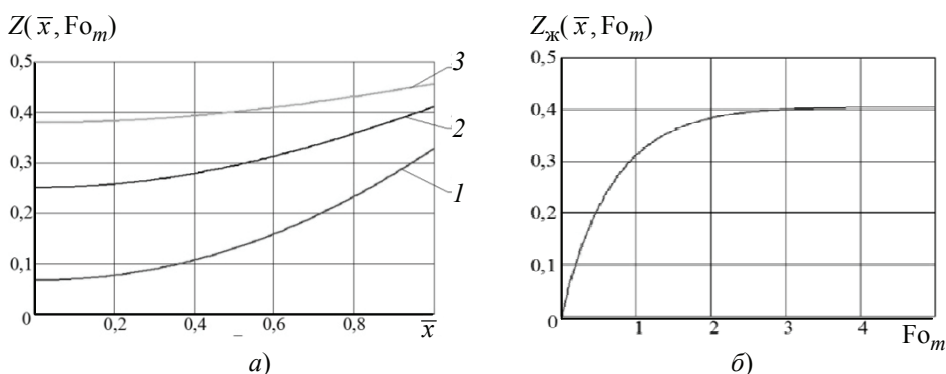 Z(x̅, Fo_m)
0,5
0,4
0,3
0,2
0,1
0
0,2 0,4 0,6 0,8 x̅
3
2
1
а)
Z_ж(x̅, Fo_m)
0,5
0,4
0,3
0,2
0,1
0
1 2 3 4 Fo_m
б)